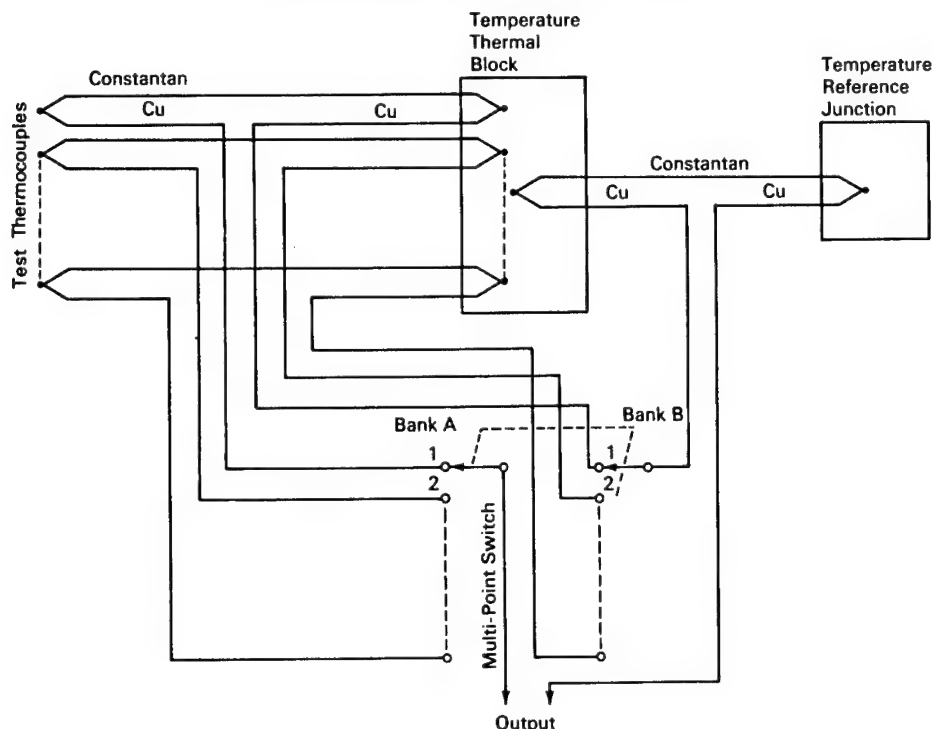 Temperature
Thermal
Block
Temperature
Reference
Junction
Constantan
Cu
Cu
Test Thermocouples
Constantan
Cu
Cu
Bank A
Bank B
1
2
1
2
Multi-Point Switch
Output